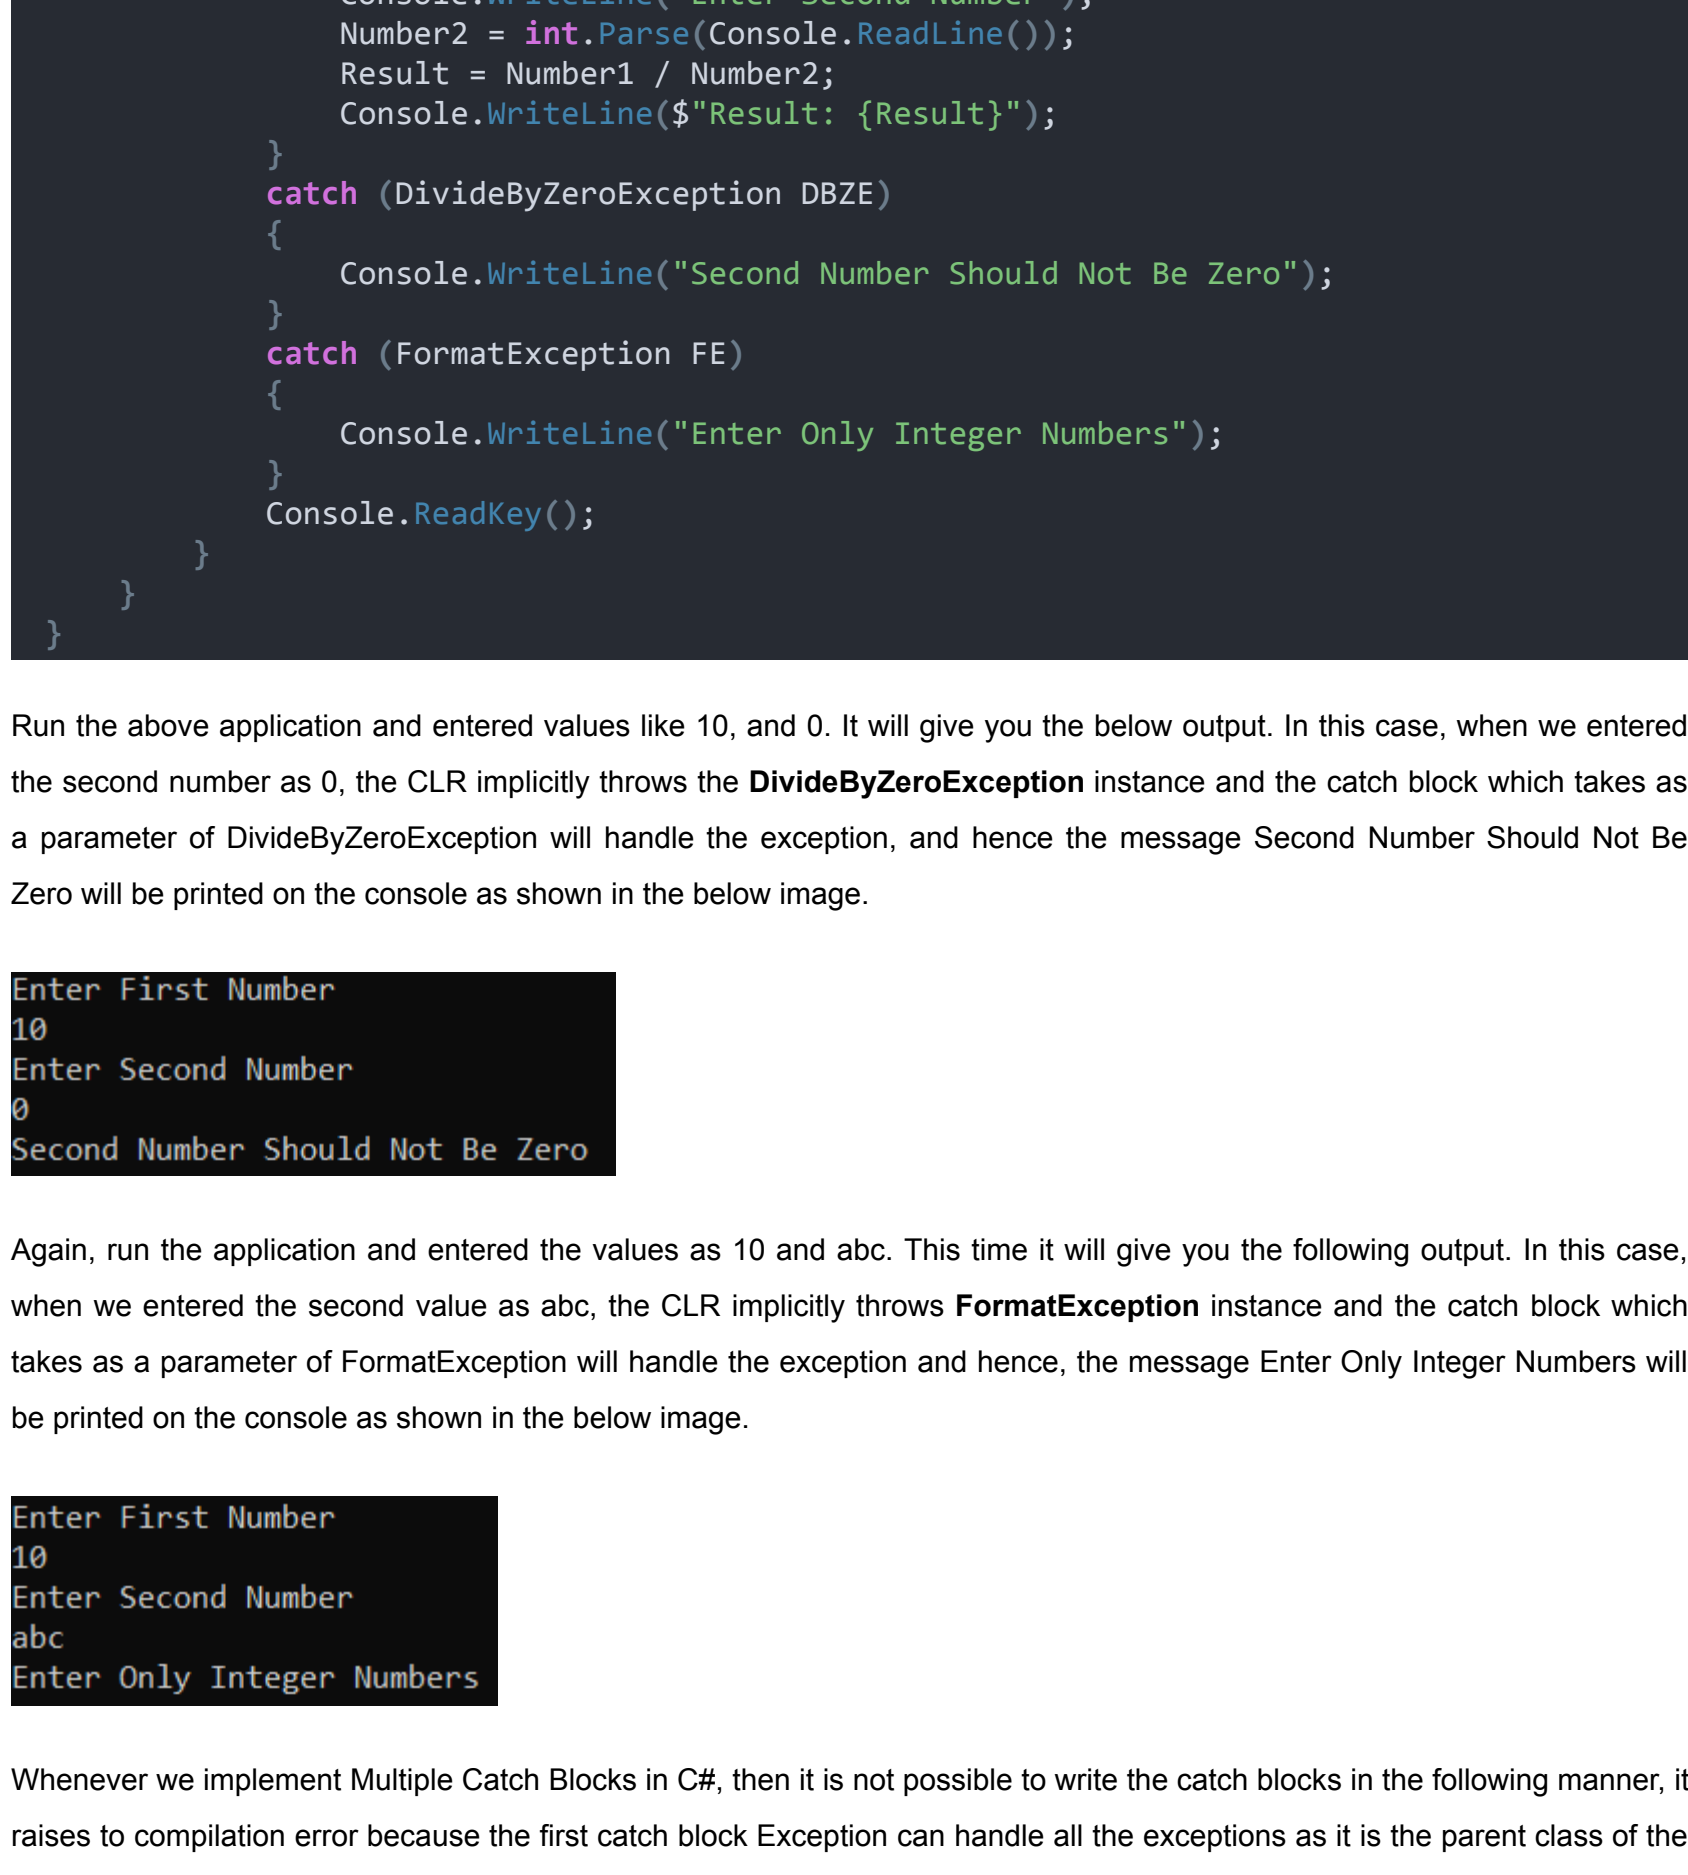 Console.WriteLine("Enter Second Number");
Number2 = int.Parse(Console.ReadLine());
Result = Number1 / Number2;
Console.WriteLine($"Result: {Result}");
}
catch (DivideByZeroException DBZE)
{
Console.WriteLine("Second Number Should Not Be Zero");
}
catch (FormatException FE)
{
Console.WriteLine("Enter Only Integer Numbers");
}
Console.ReadKey();
}
}
}
Run the above application and entered values like 10, and 0. It will give you the below output. In this case, when we entered
the second number as 0, the CLR implicitly throws the DivideByZeroException instance and the catch block which takes as
a parameter of DivideByZeroException will handle the exception, and hence the message Second Number Should Not Be
Zero will be printed on the console as shown in the below image.
Enter First Number
10
Enter Second Number
0
Second Number Should Not Be Zero
Again, run the application and entered the values as 10 and abc. This time it will give you the following output. In this case,
when we entered the second value as abc, the CLR implicitly throws FormatException instance and the catch block which
takes as a parameter of FormatException will handle the exception and hence, the message Enter Only Integer Numbers will
be printed on the console as shown in the below image.
Enter First Number
10
Enter Second Number
abc
Enter Only Integer Numbers
Whenever we implement Multiple Catch Blocks in C#, then it is not possible to write the catch blocks in the following manner, it
raises to compilation error because the first catch block Exception can handle all the exceptions as it is the parent class of the